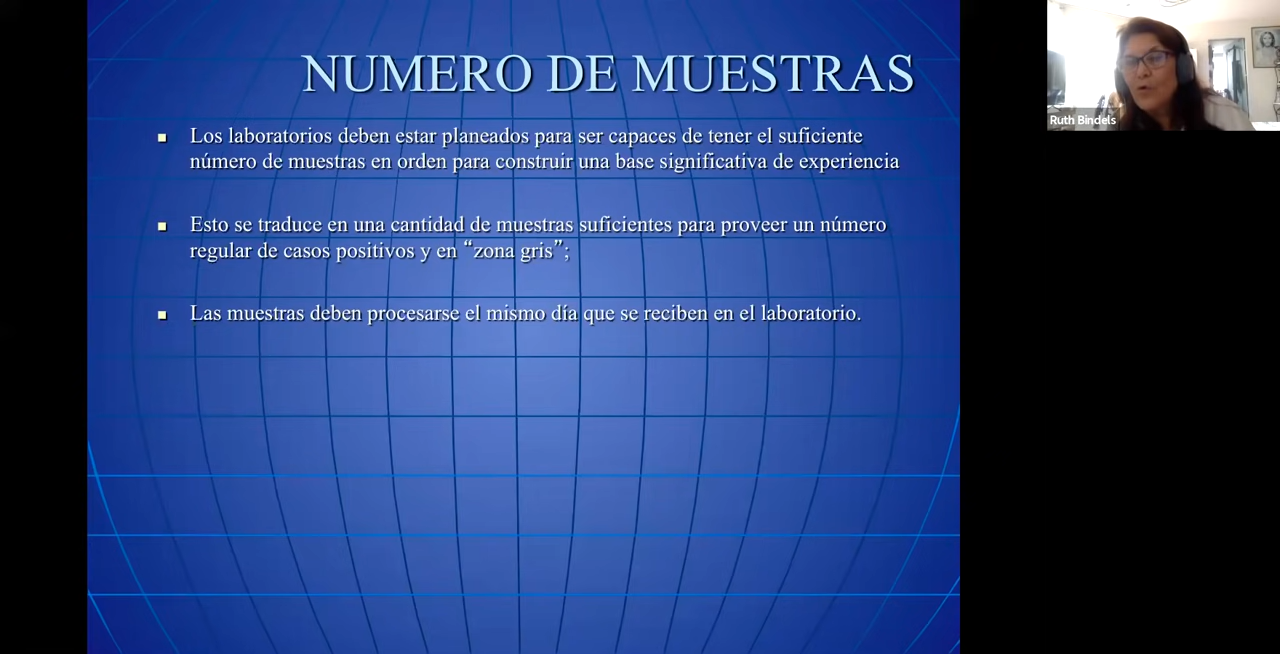 NUMERO DE MUESTRAS
Los laboratorios deben estar planeados para ser capaces de tener el suficiente
número de muestras en orden para construir una base significativa de experiencia
Esto se traduce en una cantidad de muestras suficientes para proveer un número
regular de casos positivos y en “zona gris”;
Las muestras deben procesarse el mismo día que se reciben en el laboratorio.
Ruth Bindels